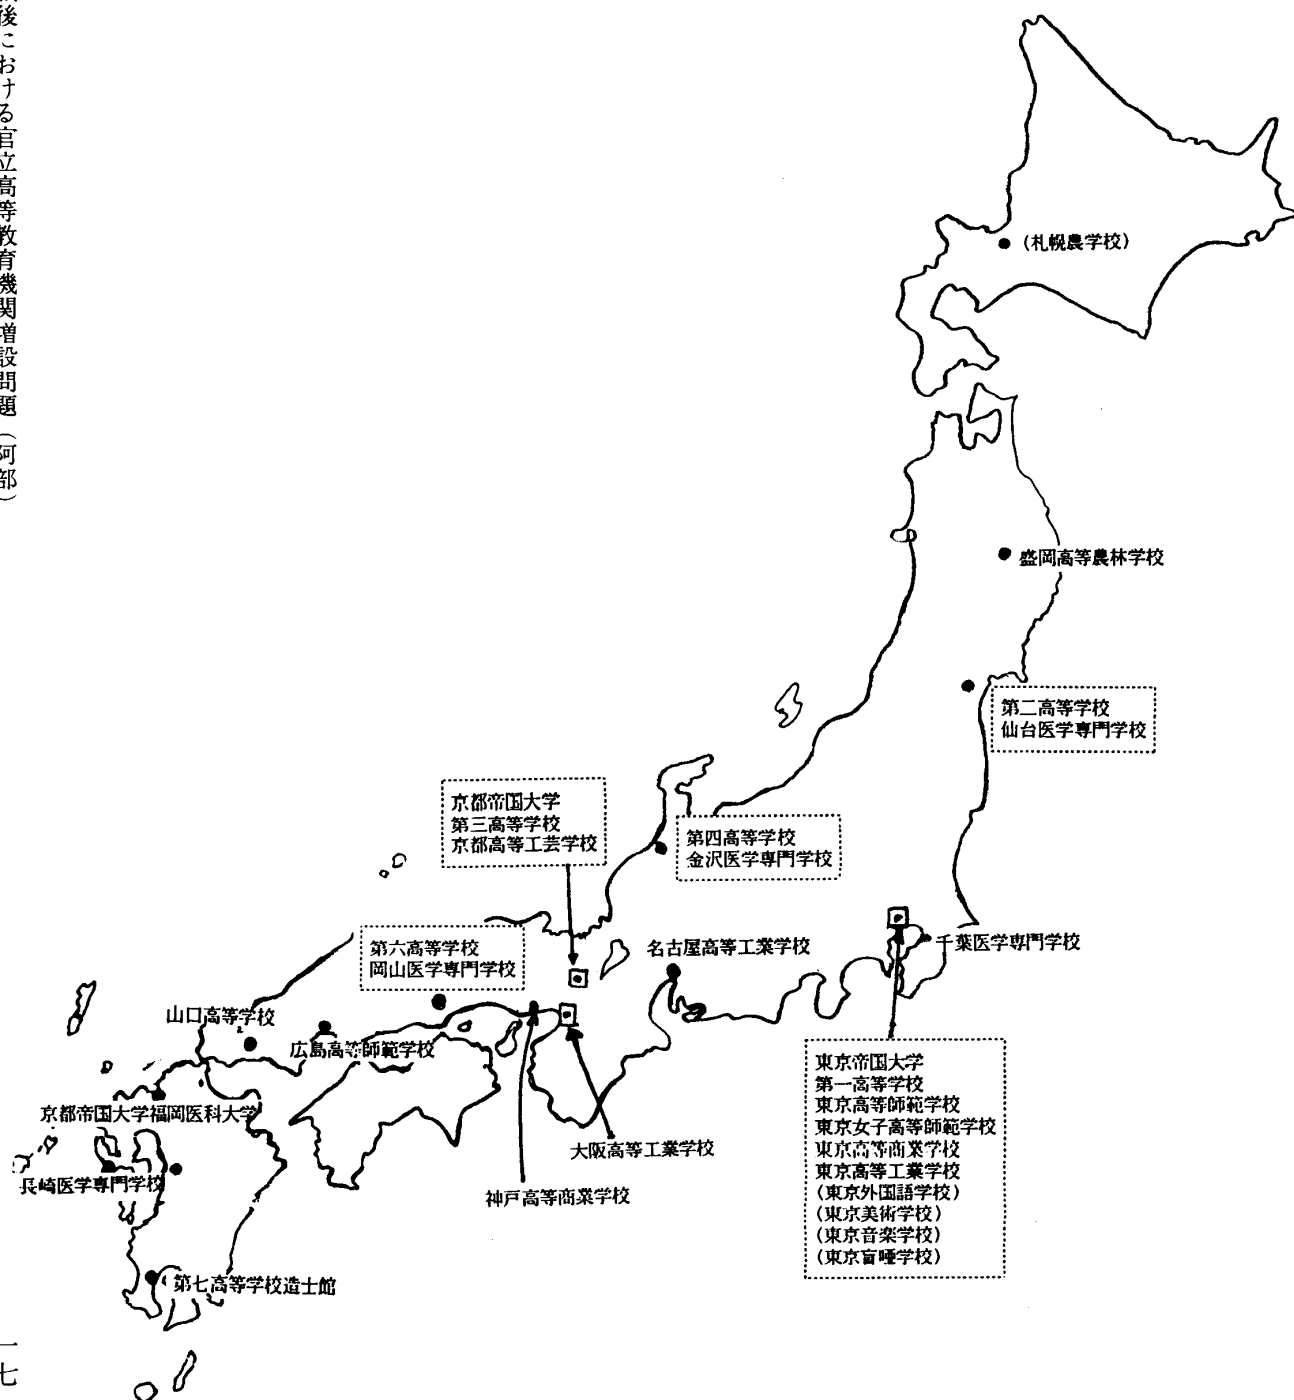 後における官立高等教育機関増設問題（阿部）
(札幌農学校)
盛岡高等農林学校
第二高等学校
仙台医学専門学校
京都帝国大学
第三高等学校
京都高等工芸学校
第四高等学校
金沢医学専門学校
第六高等学校
岡山医学専門学校
名古屋高等工業学校
千葉医学専門学校
山口高等学校
広島高等師範学校
京都帝国大学福岡医科大学
長崎医学専門学校
大阪高等工業学校
神戸高等商業学校
東京帝国大学
第一高等学校
東京高等師範学校
東京女子高等師範学校
東京高等商業学校
東京高等工業学校
(東京外国語学校)
(東京美術学校)
(東京音楽学校)
(東京盲唖学校)
第七高等学校造士館
一七